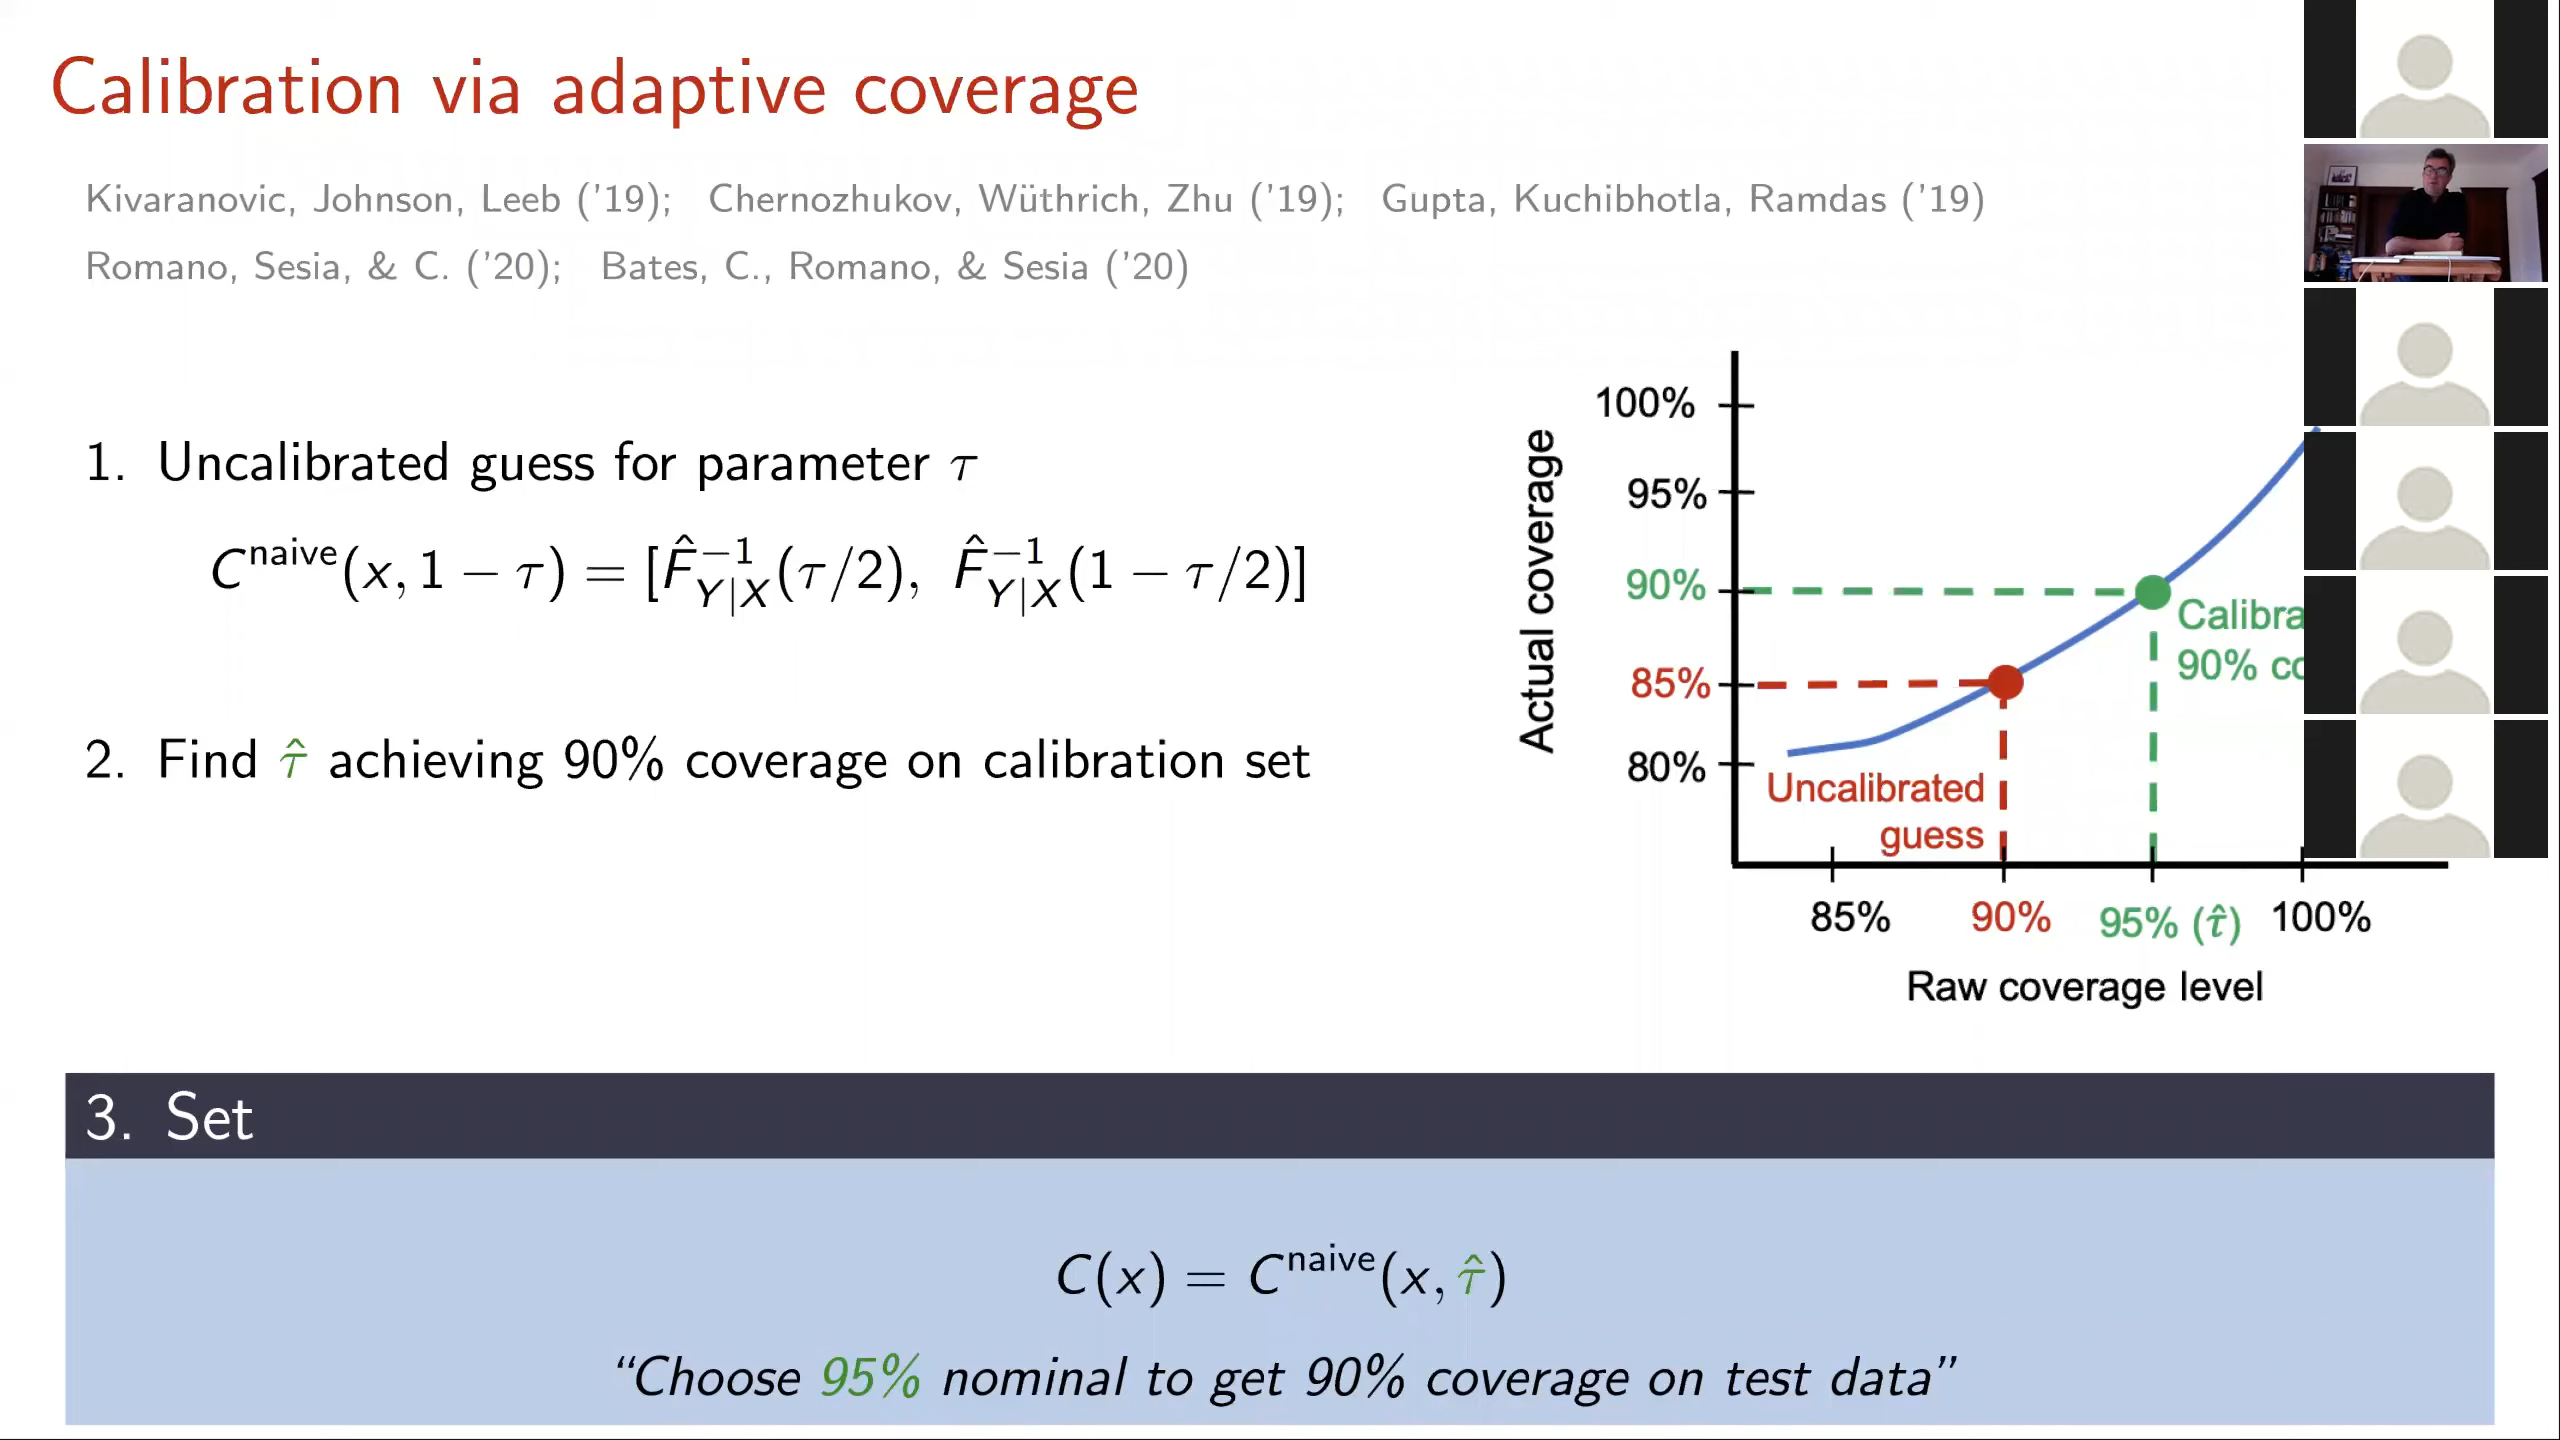 Calibration via adaptive coverage
Kivaranovic, Johnson, Leeb ('19); Chernozhukov, Wüthrich, Zhu ('19); Gupta, Kuchibhotla, Ramdas ('19)
Romano, Sesia, & C. ('20); Bates, C., Romano, & Sesia ('20)
1. Uncalibrated guess for parameter τ
C^naive(x, 1 − τ) = [F̂^{−1}_{Y|X}(τ/2), F̂^{−1}_{Y|X}(1 − τ/2)]
2. Find τ̂ achieving 90% coverage on calibration set
Actual coverage
100%
95%
90%
85%
80%
Calibra
90% co
Uncalibrated
guess
85% 90% 95% (τ̂) 100%
Raw coverage level
3. Set
C(x) = C^naive(x, τ̂)
“Choose 95% nominal to get 90% coverage on test data”